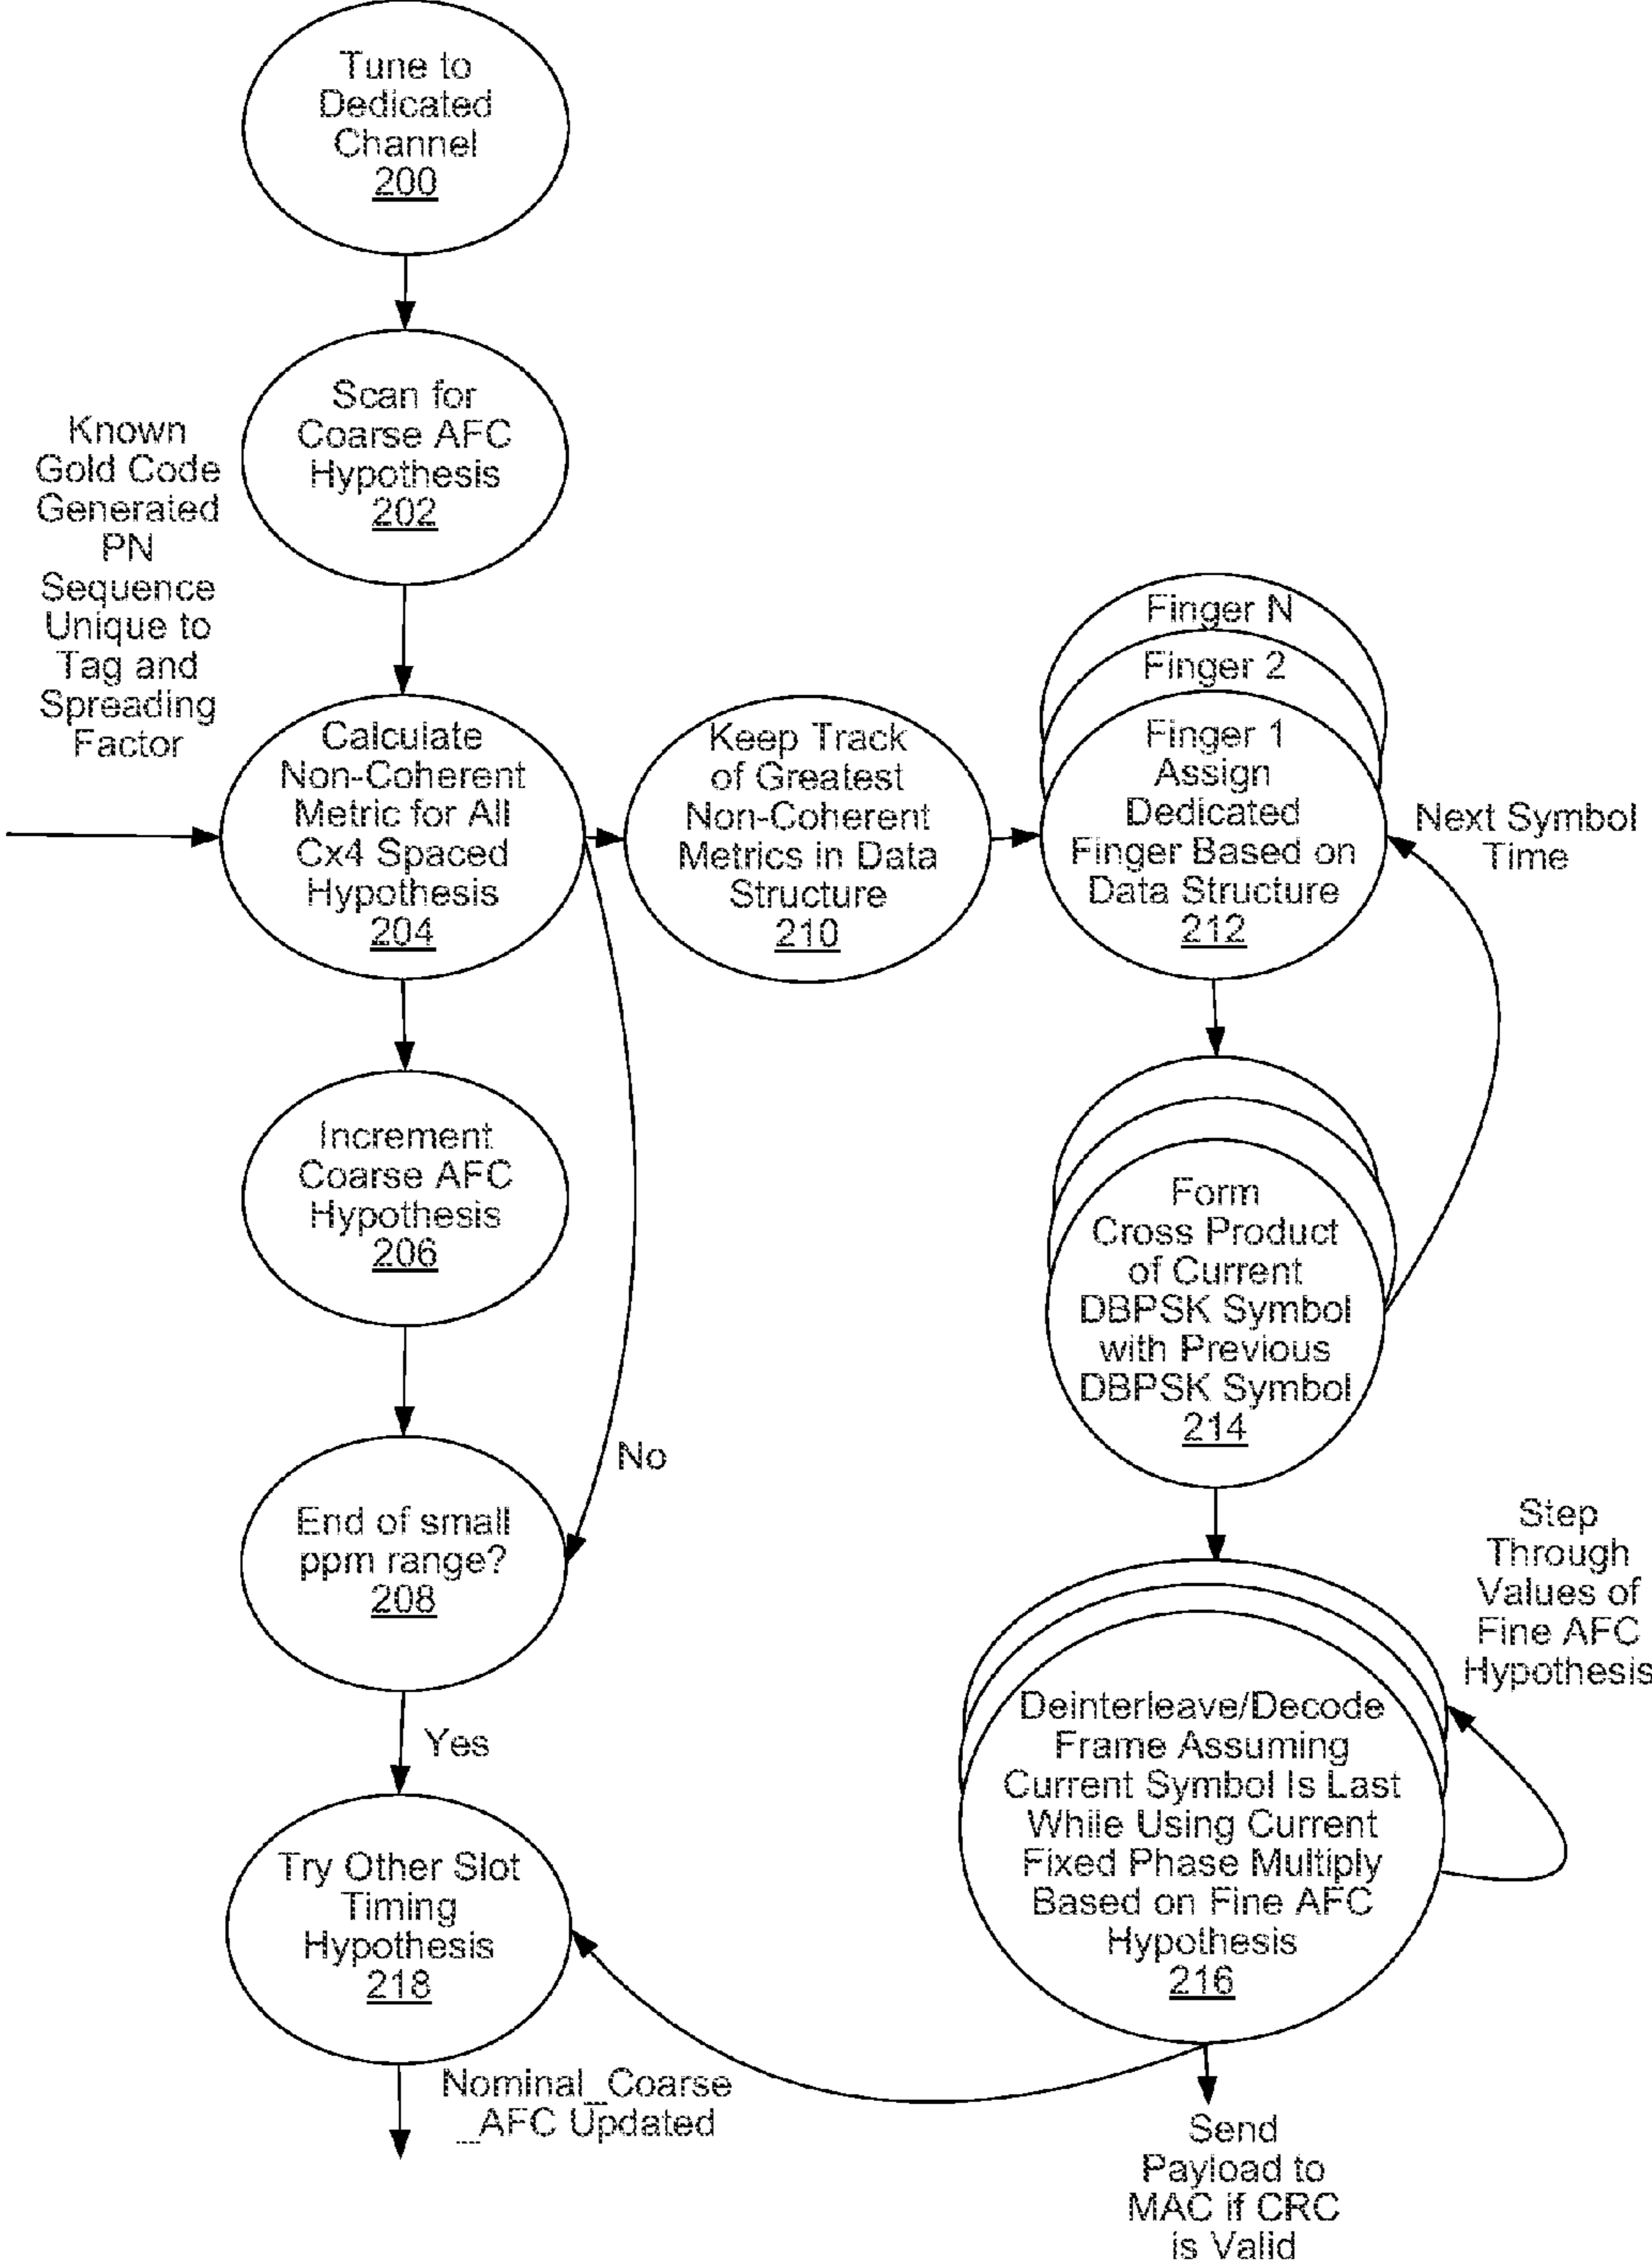 Tune to
Dedicated
Channel
200
Scan for
Coarse AFC
Hypothesis
202
Known
Gold Code
Generated
PN
Sequence
Unique to
Tag and
Spreading
Factor
Calculate
Non-Coherent
Metric for All
Cx4 Spaced
Hypothesis
204
Keep Track
of Greatest
Non-Coherent
Metrics in Data
Structure
210
Finger N
Finger 2
Finger 1
Assign
Dedicated
Finger Based on
Data Structure
212
Next Symbol
Time
Increment
Coarse AFC
Hypothesis
206
Form
Cross Product
of Current
DBPSK Symbol
with Previous
DBPSK Symbol
214
No
End of small
ppm range?
208
Step
Through
Values of
Fine AFC
Hypothesis
Yes
Deinterleave/Decode
Frame Assuming
Current Symbol Is Last
While Using Current
Fixed Phase Multiply
Based on Fine AFC
Hypothesis
216
Try Other Slot
Timing
Hypothesis
218
Nominal_Coarse
_AFC Updated
Send
Payload to
MAC if CRC
is Valid